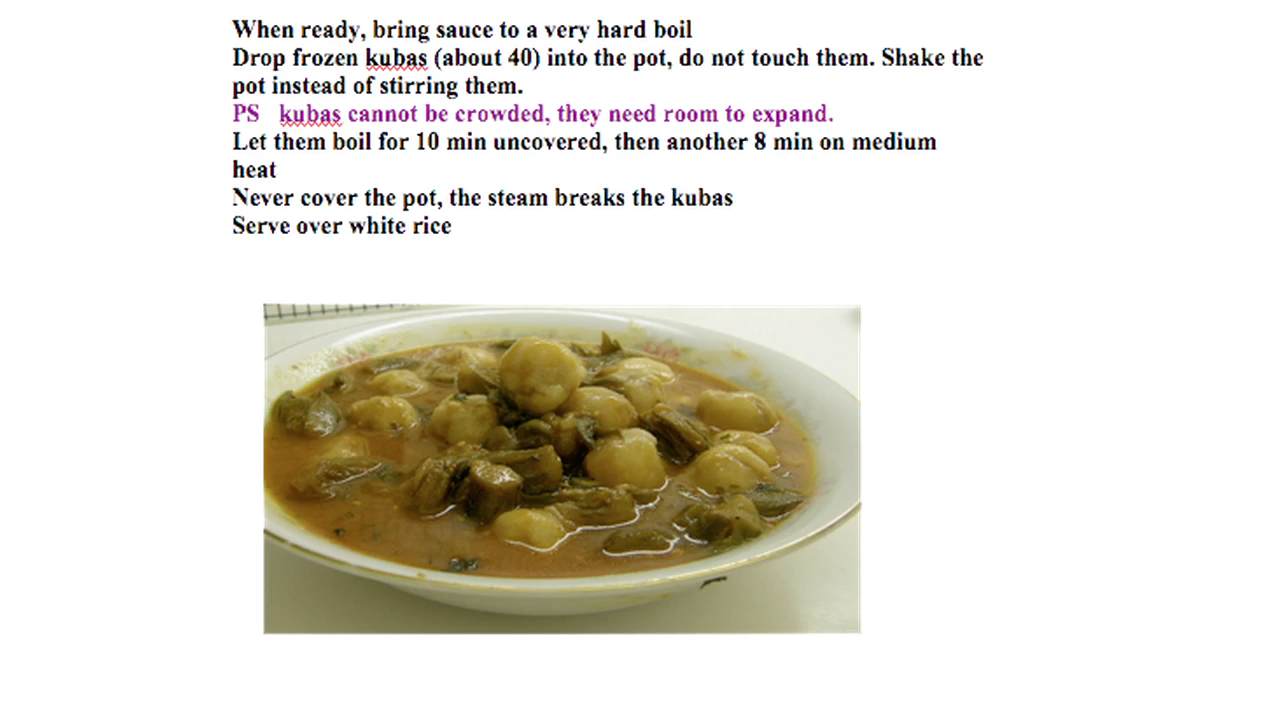 When ready, bring sauce to a very hard boil
Drop frozen kubas (about 40) into the pot, do not touch them. Shake the
pot instead of stirring them.
PS kubas cannot be crowded, they need room to expand.
Let them boil for 10 min uncovered, then another 8 min on medium
heat
Never cover the pot, the steam breaks the kubas
Serve over white rice